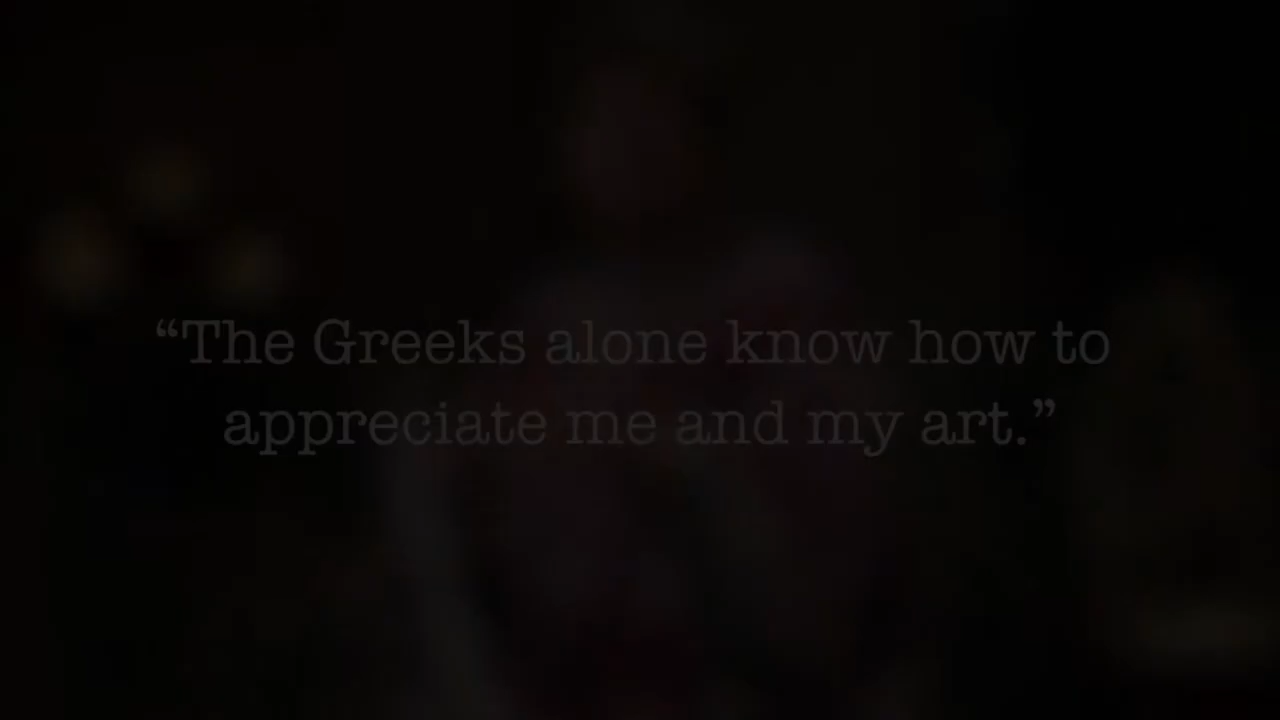 “The Greeks alone know how to
appreciate me and my art.”